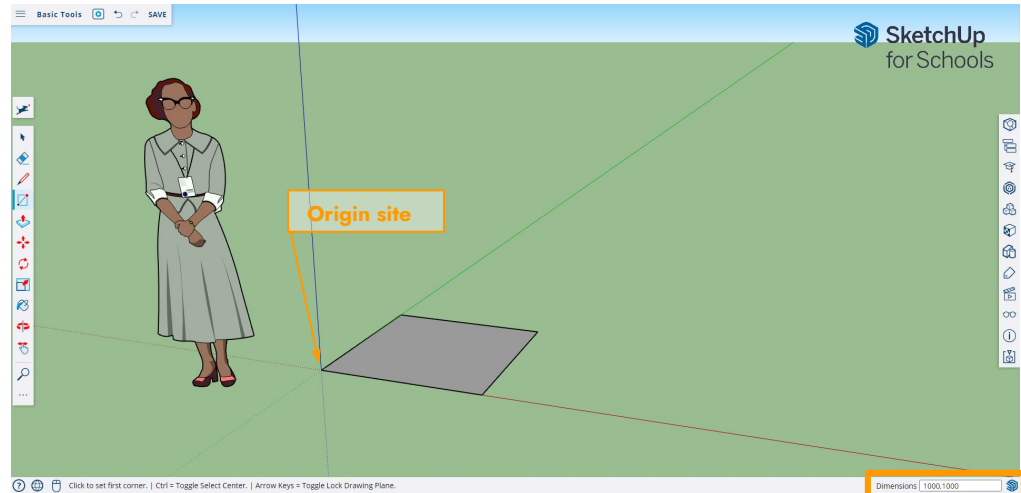 Basic Tools SAVE
SketchUp
for Schools
Origin site
Click to set first corner. | Ctrl = Toggle Select Center. | Arrow Keys = Toggle Lock Drawing Plane.
Dimensions 1000,1000